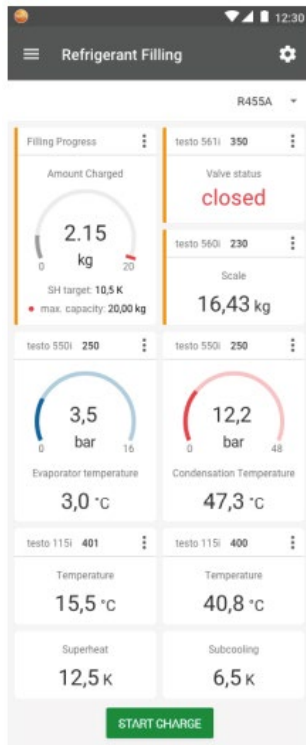 12:30
Refrigerant Filling
R455A
Filling Progress
Amount Charged
2.15
kg
0 20
SH target: 10,5 K
max. capacity: 20,00 kg
testo 561i 350
Valve status
closed
testo 560i 230
Scale
16,43 kg
testo 550i 250
3,5
bar
0 16
Evaporator temperature
3,0 °C
testo 550i 250
12,2
bar
0 48
Condensation Temperature
47,3 °C
testo 115i 401
Temperature
15,5 °C
testo 115i 400
Temperature
40,8 °C
Superheat
12,5 K
Subcooling
6,5 K
START CHARGE